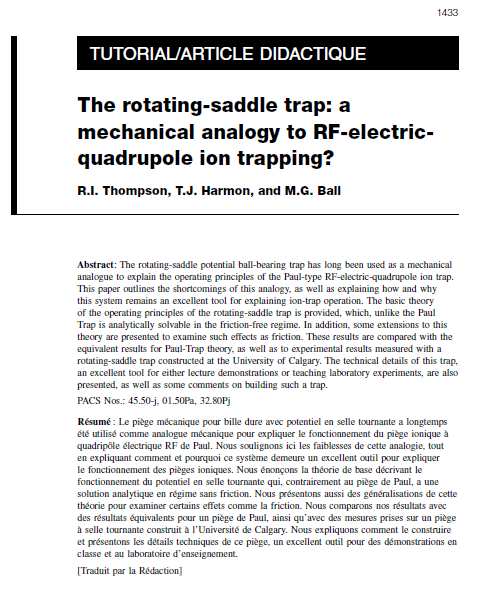 1433
TUTORIAL/ARTICLE DIDACTIQUE
The rotating-saddle trap: a
mechanical analogy to RF-electric-
quadrupole ion trapping?
R.I. Thompson, T.J. Harmon, and M.G. Ball
Abstract: The rotating-saddle potential ball-bearing trap has long been used as a mechanical
analogue to explain the operating principles of the Paul-type RF-electric-quadrupole ion trap.
This paper outlines the shortcomings of this analogy, as well as explaining how and why
this system remains an excellent tool for explaining ion-trap operation. The basic theory
of the operating principles of the rotating-saddle trap is provided, which, unlike the Paul
Trap is analytically solvable in the friction-free regime. In addition, some extensions to this
theory are presented to examine such effects as friction. These results are compared with the
equivalent results for Paul-Trap theory, as well as to experimental results measured with a
rotating-saddle trap constructed at the University of Calgary. The technical details of this trap,
an excellent tool for either lecture demonstrations or teaching laboratory experiments, are also
presented, as well as some comments on building such a trap.
PACS Nos.: 45.50-j, 01.50Pa, 32.80Pj
Résumé : Le piège mécanique pour bille dure avec potentiel en selle tournante a longtemps
été utilisé comme analogue mécanique pour expliquer le fonctionnement du piège ionique à
quadripôle électrique RF de Paul. Nous soulignons ici les faiblesses de cette analogie, tout
en expliquant comment et pourquoi ce système demeure un excellent outil pour expliquer
le fonctionnement des pièges ioniques. Nous énonçons la théorie de base décrivant le
fonctionnement du potentiel en selle tournante qui, contrairement au piège de Paul, a une
solution analytique en régime sans friction. Nous présentons aussi des généralisations de cette
théorie pour examiner certains effets comme la friction. Nous comparons nos résultats avec
des résultats équivalents pour un piège de Paul, ainsi qu'avec des mesures prises sur un piège
à selle tournante construit à l'Université de Calgary. Nous expliquons comment le construire
et présentons les détails techniques de ce piège, un excellent outil pour des démonstrations en
classe et au laboratoire d'enseignement.
[Traduit par la Rédaction]